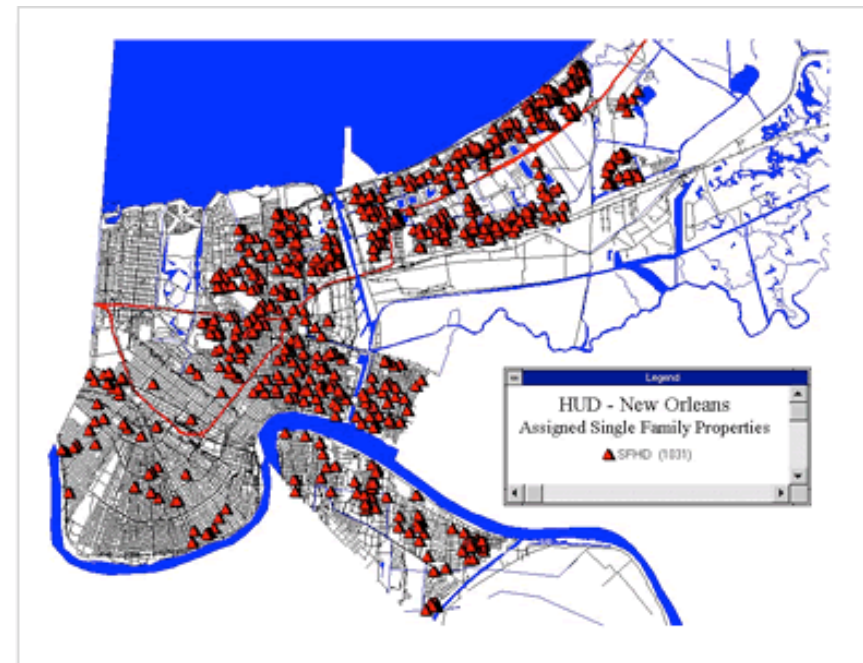 Legend
HUD - New Orleans
Assigned Single Family Properties
SFHD (1031)